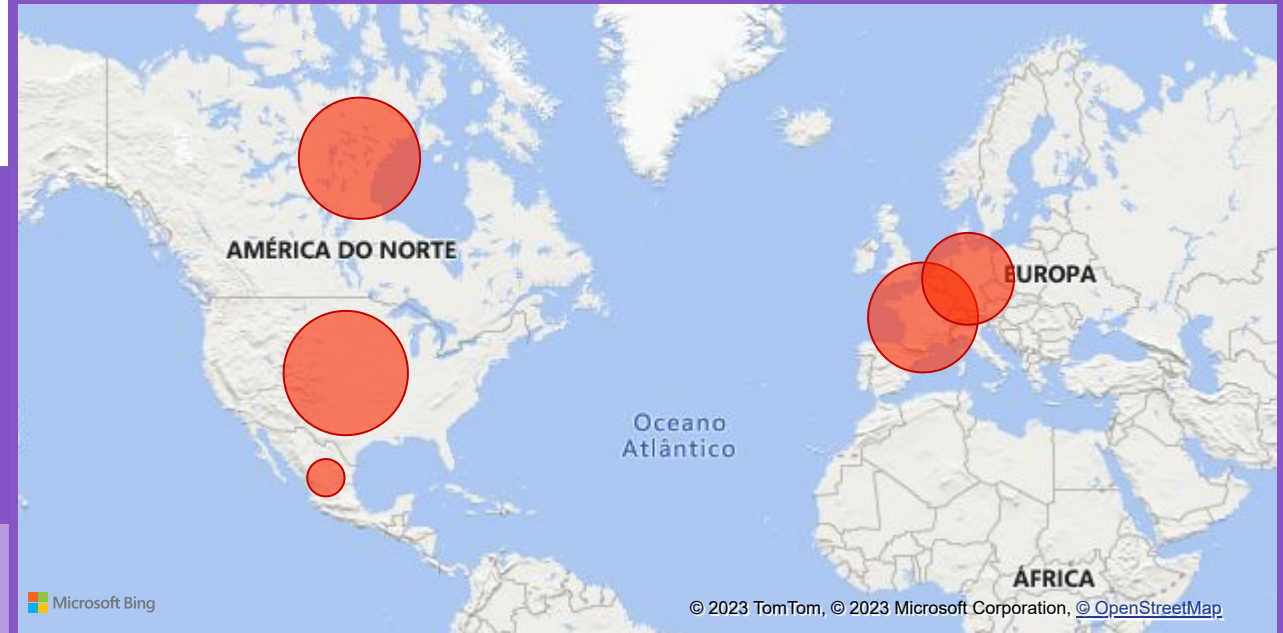 AMÉRICA DO NORTE
EUROPA
Oceano
Atlântico
ÁFRICA
Microsoft Bing
© 2023 TomTom, © 2023 Microsoft Corporation, © OpenStreetMap